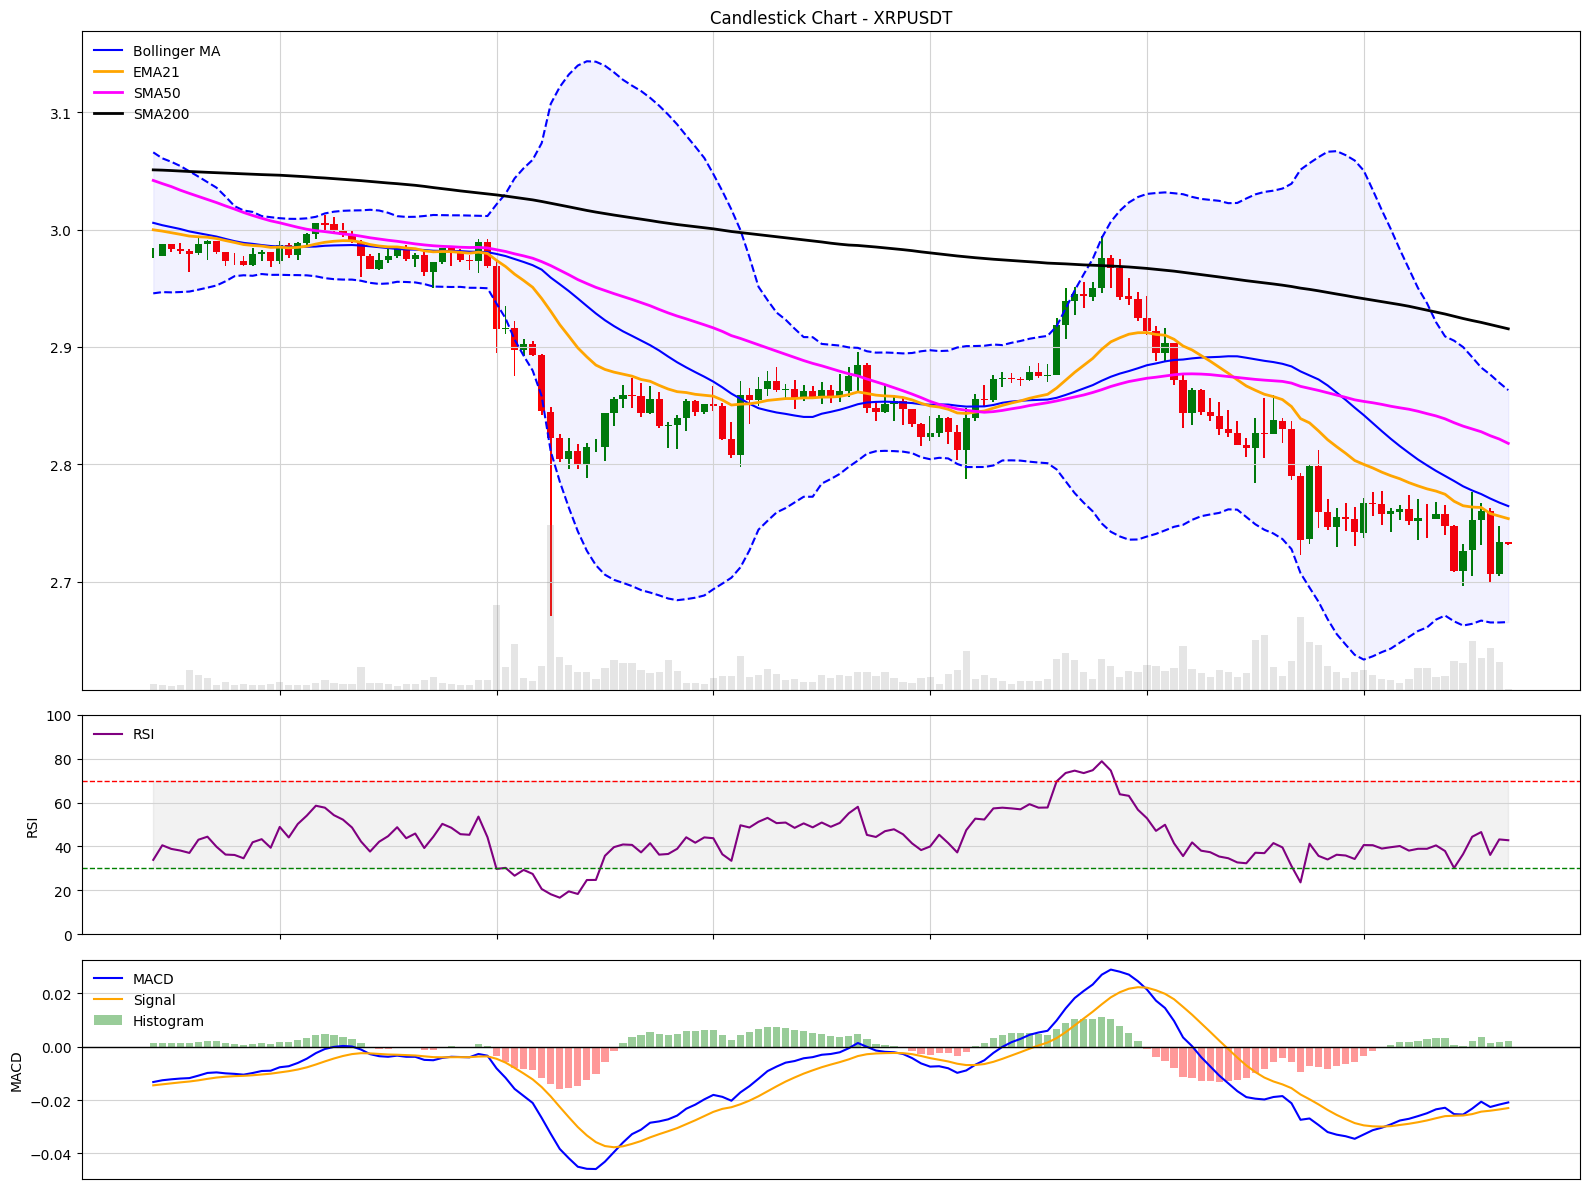 Candlestick Chart - XRPUSDT
Bollinger MA
EMA21
SMA50
SMA200
3.1
3.0
2.9
2.8
2.7
RSI
100
80
60
40
20
0
RSI
MACD
Signal
Histogram
0.02
0.00
−0.02
−0.04
MACD